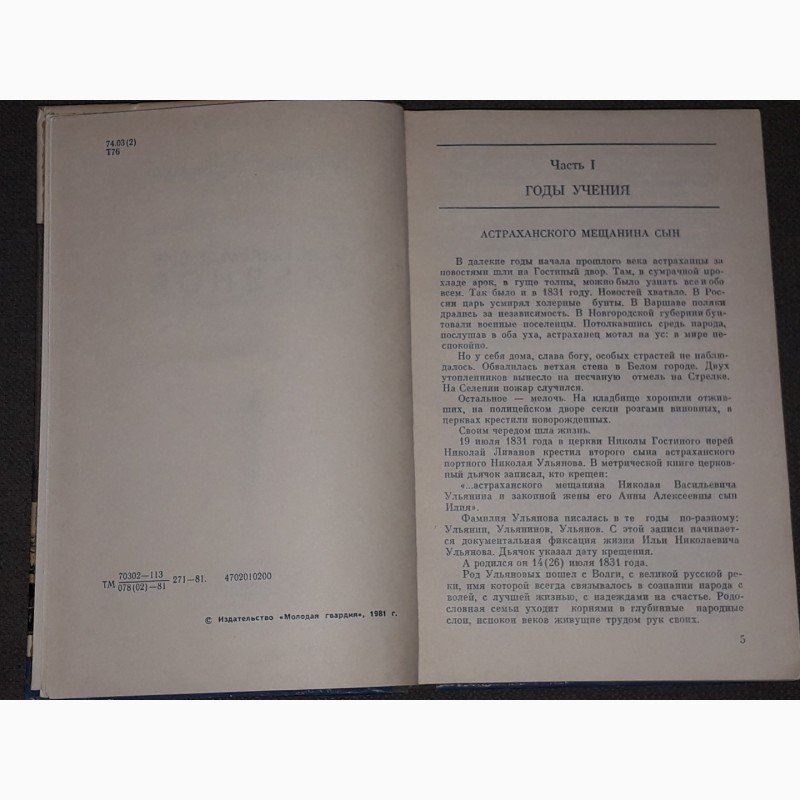 74.03(2)
Т76
ТМ 70302—113
078(02)—81 271—81. 4702010200
© Издательство «Молодая гвардия», 1981 г.
Часть I
ГОДЫ УЧЕНИЯ
АСТРАХАНСКОГО МЕЩАНИНА СЫН
В далекие годы начала прошлого века астраханцы за
новостями шли на Гостиный двор. Там, в сумрачной про-
хладе арок, в гуще толпы, можно было узнать все и обо
всем. Так было и в 1831 году. Новостей хватало. В Рос-
сии царь усмирял холерные бунты. В Варшаве поляки
дрались за независимость. В Новгородской губернии бун-
товали военные поселенцы. Потолкавшись средь народа,
послушав в оба уха, астраханец мотал на ус: в мире не-
спокойно.
Но у себя дома, слава богу, особых страстей не наблю-
далось. Обвалилась ветхая стена в Белом городе. Двух
утопленников вынесло на песчаную отмель на Стрелке.
На Селении пожар случился.
Остальное — мелочь. На кладбище хоронили отжив-
ших, на полицейском дворе секли розгами виновных, в
церквах крестили новорожденных.
Своим чередом шла жизнь.
19 июля 1831 года в церкви Николы Гостиного иерей
Николай Ливанов крестил второго сына астраханского
портного Николая Ульянова. В метрической книге церков-
ный дьячок записал, кто крещен:
«...астраханского мещанина Николая Васильевича
Ульянина и законной жены его Анны Алексеевны сын
Илия».
Фамилия Ульянова писалась в те годы по-разному:
Ульянин, Ульянинов, Ульянов. С этой записи начинает-
ся документальная фиксация жизни Ильи Николаевича
Ульянова. Дьячок указал дату крещения.
А родился он 14(26) июля 1831 года.
Род Ульяновых пошел с Волги, с великой русской ре-
ки, имя которой всегда связывалось в сознании народа с
волей, с лучшей жизнью, с надеждами на счастье. Родо-
словная семьи уходит корнями в глубинные народные
слои, испокон веков живущие трудом рук своих.
5